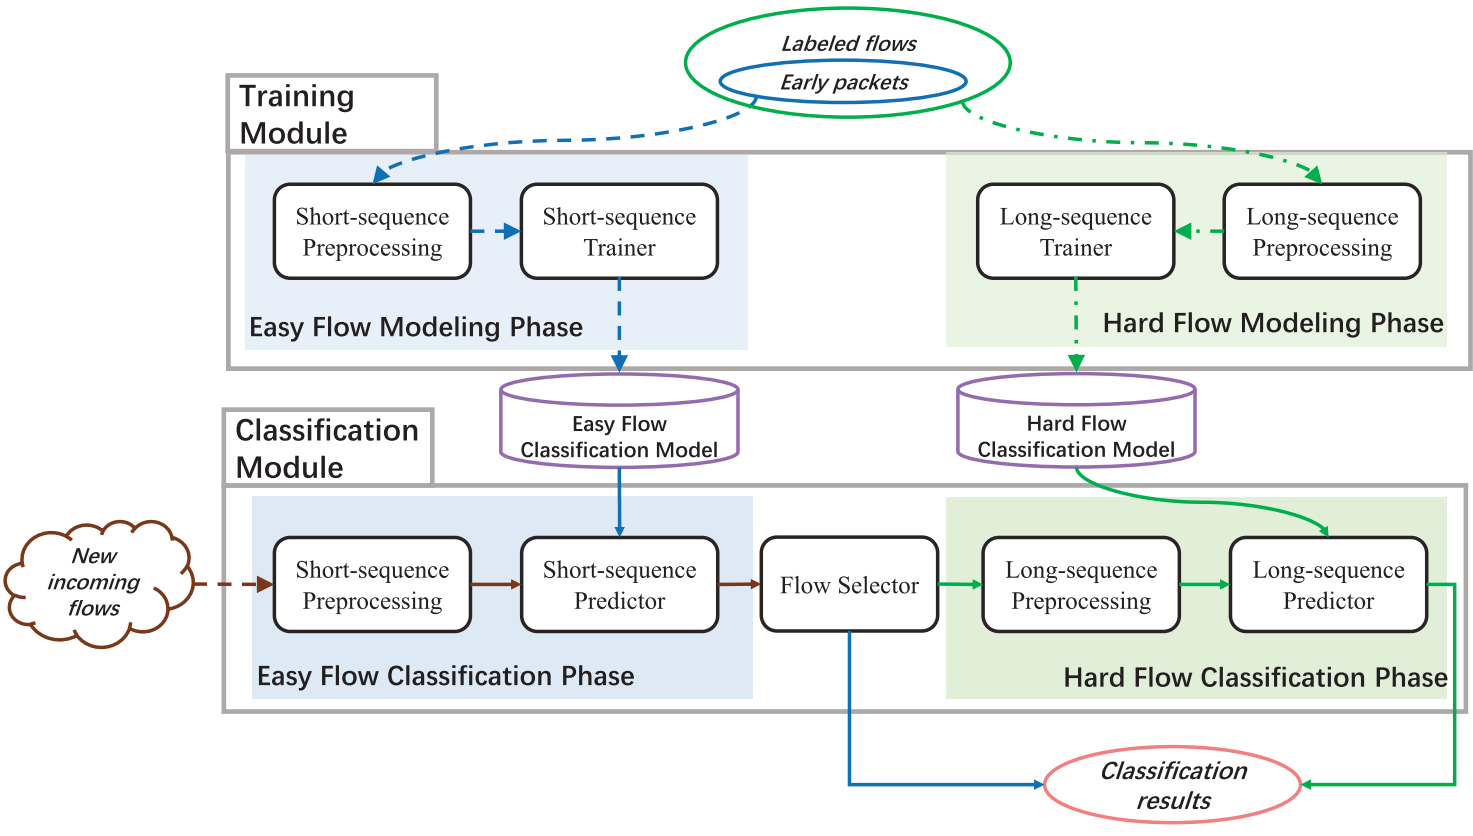 Labeled flows
Early packets
Training
Module
Short-sequence
Preprocessing
Short-sequence
Trainer
Long-sequence
Trainer
Long-sequence
Preprocessing
Easy Flow Modeling Phase
Hard Flow Modeling Phase
Easy Flow
Classification Model
Hard Flow
Classification Model
Classification
Module
New
incoming
flows
Short-sequence
Preprocessing
Short-sequence
Predictor
Flow Selector
Long-sequence
Preprocessing
Long-sequence
Predictor
Easy Flow Classification Phase
Hard Flow Classification Phase
Classification
results